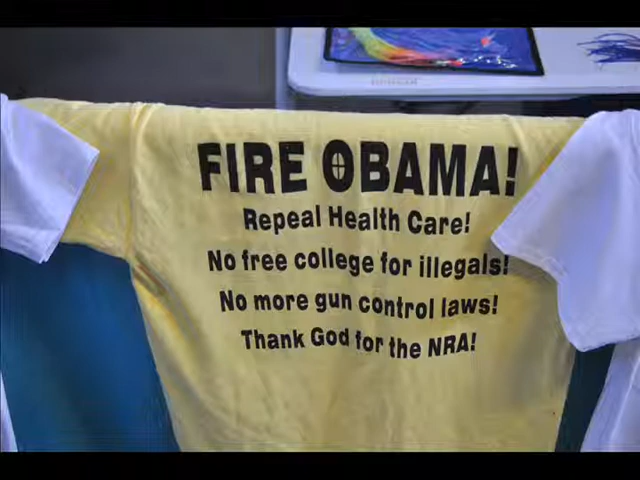 FIRE OBAMA!
Repeal Health Care!
No free college for illegals!
No more gun control laws!
Thank God for the NRA!